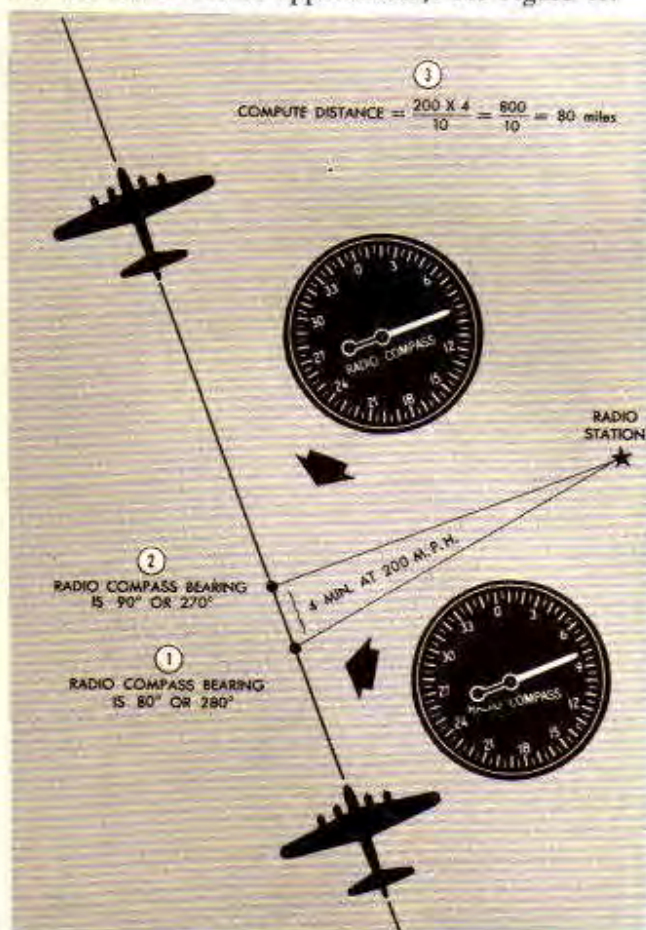 3
COMPUTE DISTANCE = 200 X 4 / 10 = 800 / 10 = 80 miles
0 3 6 12 15 18 21 24 27 30 33
RADIO COMPASS
RADIO
STATION
2
RADIO COMPASS BEARING
IS 90° OR 270°
4 MIN. AT 200 M.P.H.
1
RADIO COMPASS BEARING
IS 80° OR 280°
0 3 6 9 12 15 18 21 24 27 30 33
RADIO COMPASS